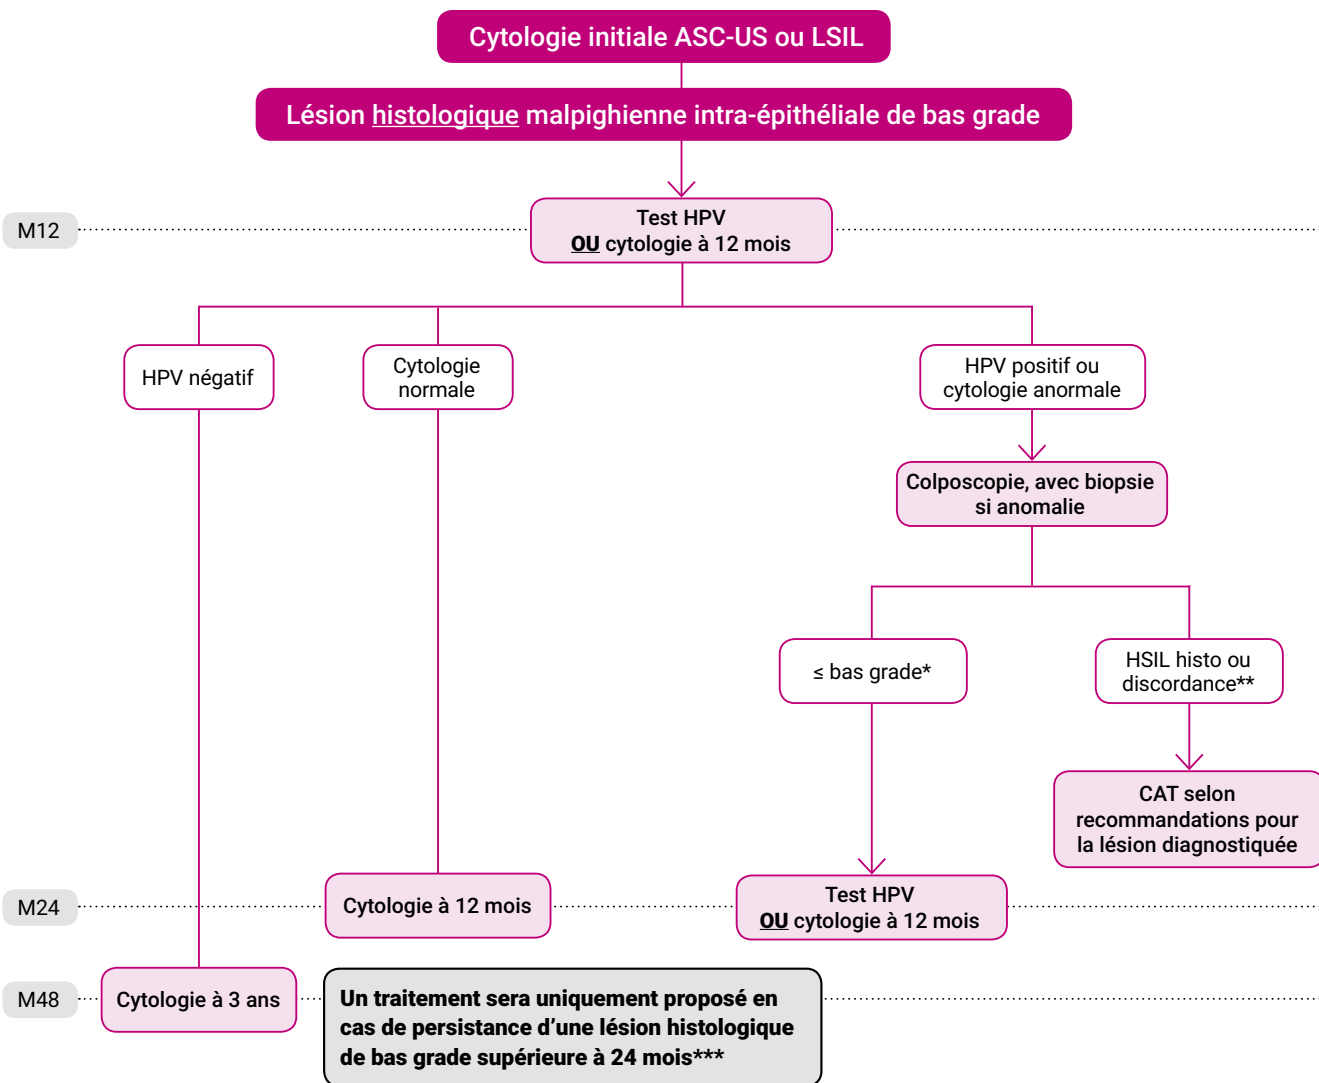 Cytologie initiale ASC-US ou LSIL
Lésion histologique malpighienne intra-épithéliale de bas grade
M12
Test HPV
OU cytologie à 12 mois
HPV négatif
Cytologie
normale
HPV positif ou
cytologie anormale
Colposcopie, avec biopsie
si anomalie
≤ bas grade*
HSIL histo ou
discordance**
CAT selon
recommandations pour
la lésion diagnostiquée
M24
Cytologie à 12 mois
Test HPV
OU cytologie à 12 mois
M48
Cytologie à 3 ans
Un traitement sera uniquement proposé en
cas de persistance d’une lésion histologique
de bas grade supérieure à 24 mois***